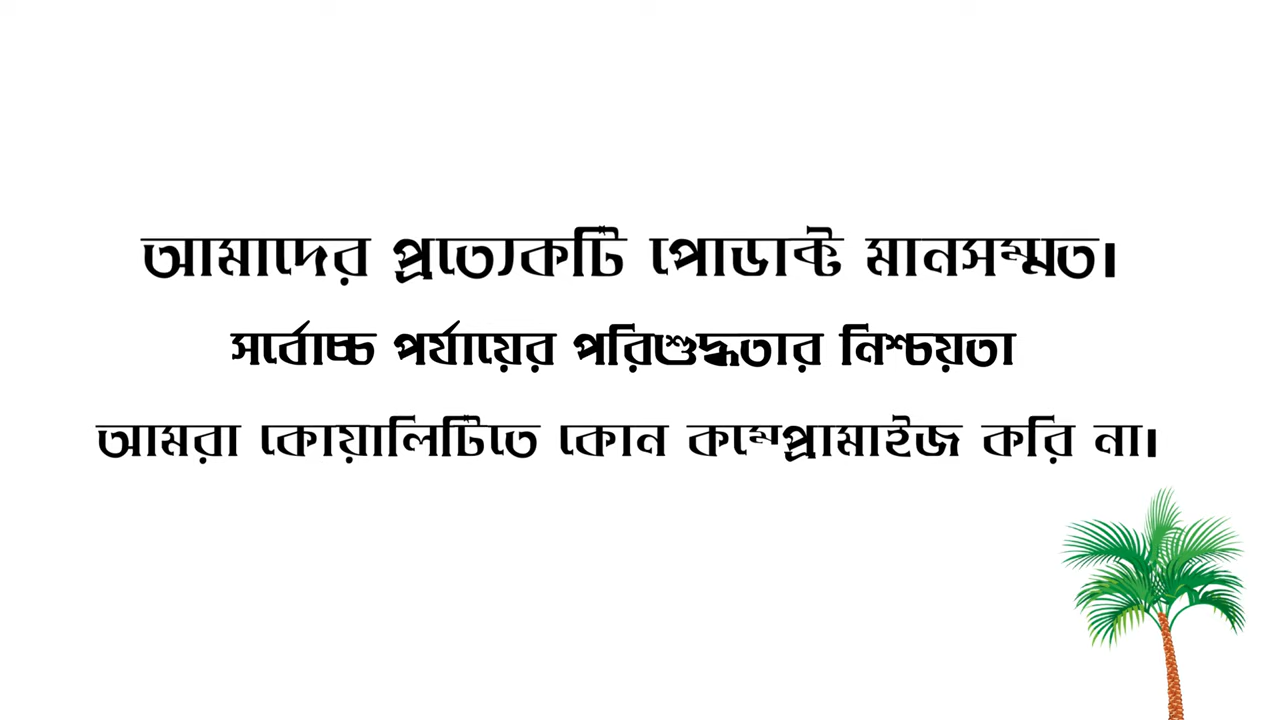 আমাদের প্রত্যেকটি পোডাক্ট মানসম্মত।
সর্বোচ্চ পর্যায়ের পরিশুদ্ধতার নিশ্চয়তা
আমরা কোয়ালিটিতে কোন কম্প্রোমাইজ করি না।